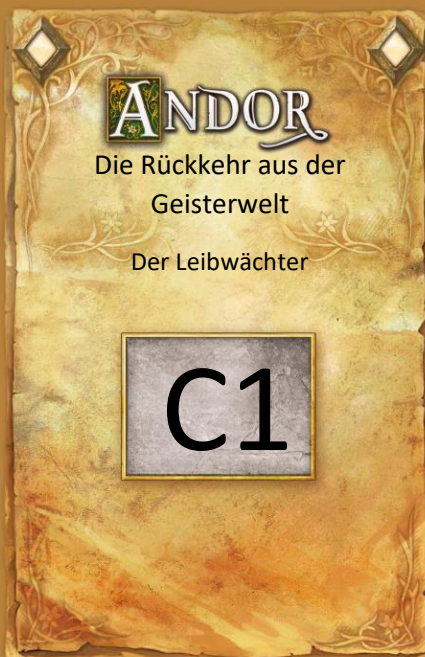 ANDOR
Die Rückkehr aus der
Geisterwelt
Der Leibwächter
C1